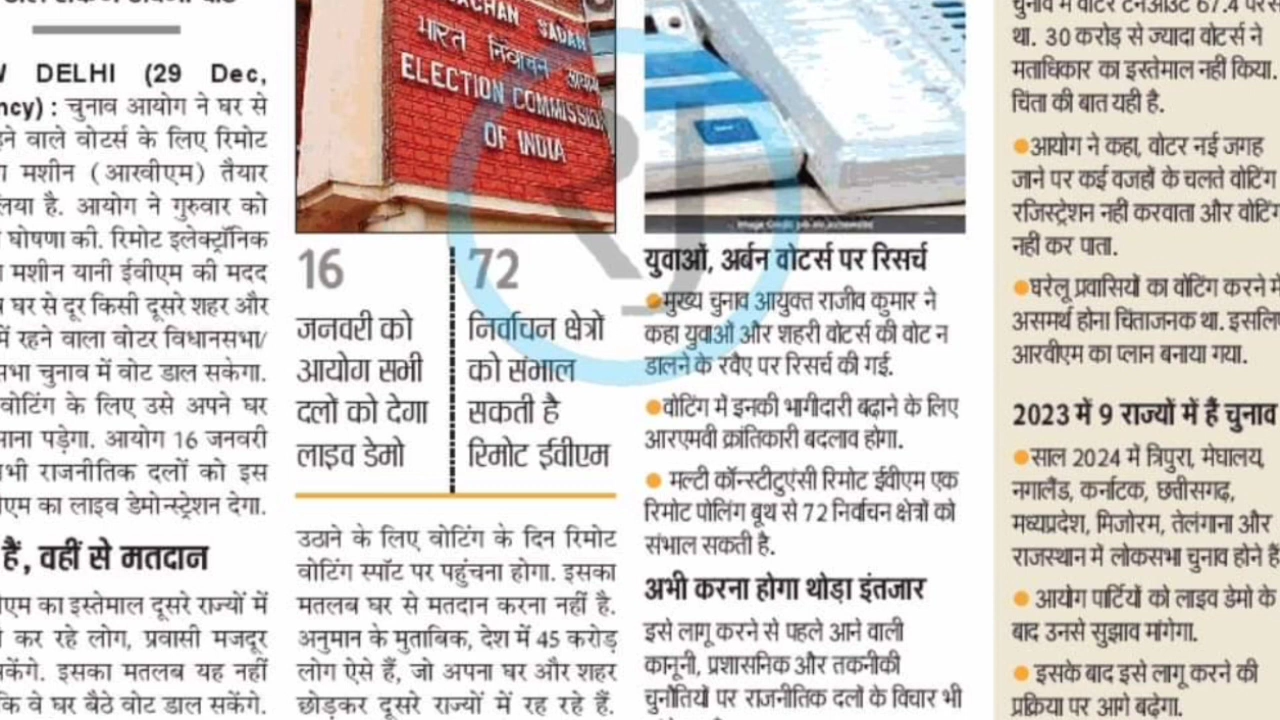 DELHI (29 Dec,
ncy) : चुनाव आयोग ने घर से
वाले वोटर्स के लिए रिमोट
मशीन (आरवीएम) तैयार
है. आयोग ने गुरुवार को
घोषणा की. रिमोट इलेक्ट्रॉनिक
मशीन यानी ईवीएम की मदद
घर से दूर किसी दूसरे शहर और
में रहने वाला वोटर विधानसभा/
चुनाव में वोट डाल सकेगा.
वोटिंग के लिए उसे अपने घर
पड़ेगा. आयोग 16 जनवरी
राजनीतिक दलों को इस
का लाइव डेमोन्स्ट्रेशन देगा.
हैं, वहीं से मतदान
का इस्तेमाल दूसरे राज्यों में
कर रहे लोग, प्रवासी मजदूर
सकेंगे. इसका मतलब यह नहीं
कि वे घर बैठे वोट डाल सकेंगे.
SADAN
भारत निर्वाचन आयोग
ELECTION COMMISSION
OF INDIA
16
जनवरी को
आयोग सभी
दलों को देगा
लाइव डेमो
72
निर्वाचन क्षेत्रों
को संभाल
सकती है
रिमोट ईवीएम
उठाने के लिए वोटिंग के दिन रिमोट
वोटिंग स्पॉट पर पहुंचना होगा. इसका
मतलब घर से मतदान करना नहीं है.
अनुमान के मुताबिक, देश में 45 करोड़
लोग ऐसे हैं, जो अपना घर और शहर
छोड़कर दूसरे राज्यों में रह रहे हैं.
युवाओं, अर्बन वोटर्स पर रिसर्च
●मुख्य चुनाव आयुक्त राजीव कुमार ने
कहा युवाओं और शहरी वोटर्स की वोट न
डालने के रवैए पर रिसर्च की गई.
●वोटिंग में इनकी भागीदारी बढ़ाने के लिए
आरएमवी क्रांतिकारी बदलाव होगा.
● मल्टी कॉन्स्टीटुएंसी रिमोट ईवीएम एक
रिमोट पोलिंग बूथ से 72 निर्वाचन क्षेत्रों को
संभाल सकती है.
अभी करना होगा थोड़ा इंतजार
इसे लागू करने से पहले आने वाली
कानूनी, प्रशासनिक और तकनीकी
चुनौतियों पर राजनीतिक दलों के विचार भी
चुनाव में वोटर टर्नआउट 67.4
था. 30 करोड़ से ज्यादा वोटर्स ने
मताधिकार का इस्तेमाल नहीं किया.
चिंता की बात यही है.
●आयोग ने कहा, वोटर नई जगह
जाने पर कई वजहों के चलते वोटिंग
रजिस्ट्रेशन नहीं करवाता और वोटिंग
नहीं कर पाता.
●घरेलू प्रवासियों का वोटिंग करने में
असमर्थ होना चिंताजनक था. इसलिए
आरवीएम का प्लान बनाया गया.
2023 में 9 राज्यों में हैं चुनाव
●साल 2024 में त्रिपुरा, मेघालय,
नगालैंड, कर्नाटक, छत्तीसगढ़,
मध्यप्रदेश, मिजोरम, तेलंगाना और
राजस्थान में लोकसभा चुनाव होने हैं
● आयोग पार्टियों को लाइव डेमो के
बाद उनसे सुझाव मांगेगा.
● इसके बाद इसे लागू करने की
प्रक्रिया पर आगे बढ़ेगा.